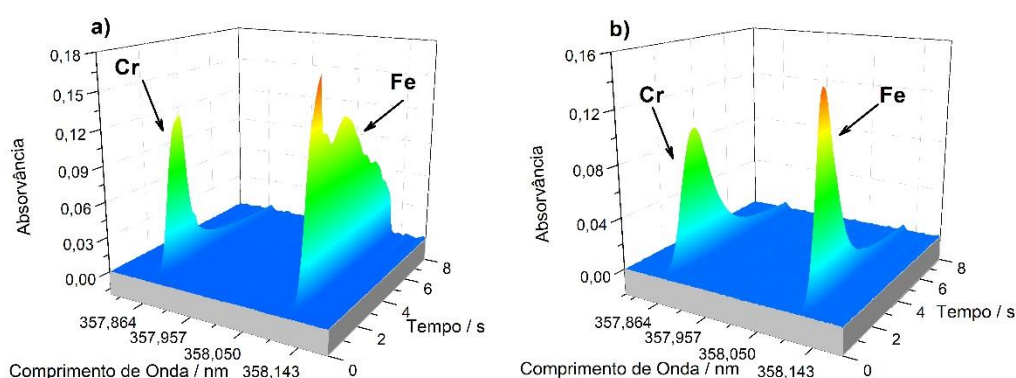 a)
0,18
0,15
0,12
0,09
0,06
0,03
0,00
Absorvância
Cr
Fe
357,864
357,957
358,050
358,143
Comprimento de Onda / nm
0
2
4
6
8
Tempo / s
b)
0,16
0,12
0,08
0,04
0,00
Absorvância
Cr
Fe
357,864
357,957
358,050
358,143
Comprimento de Onda / nm
0
2
4
6
8
Tempo / s